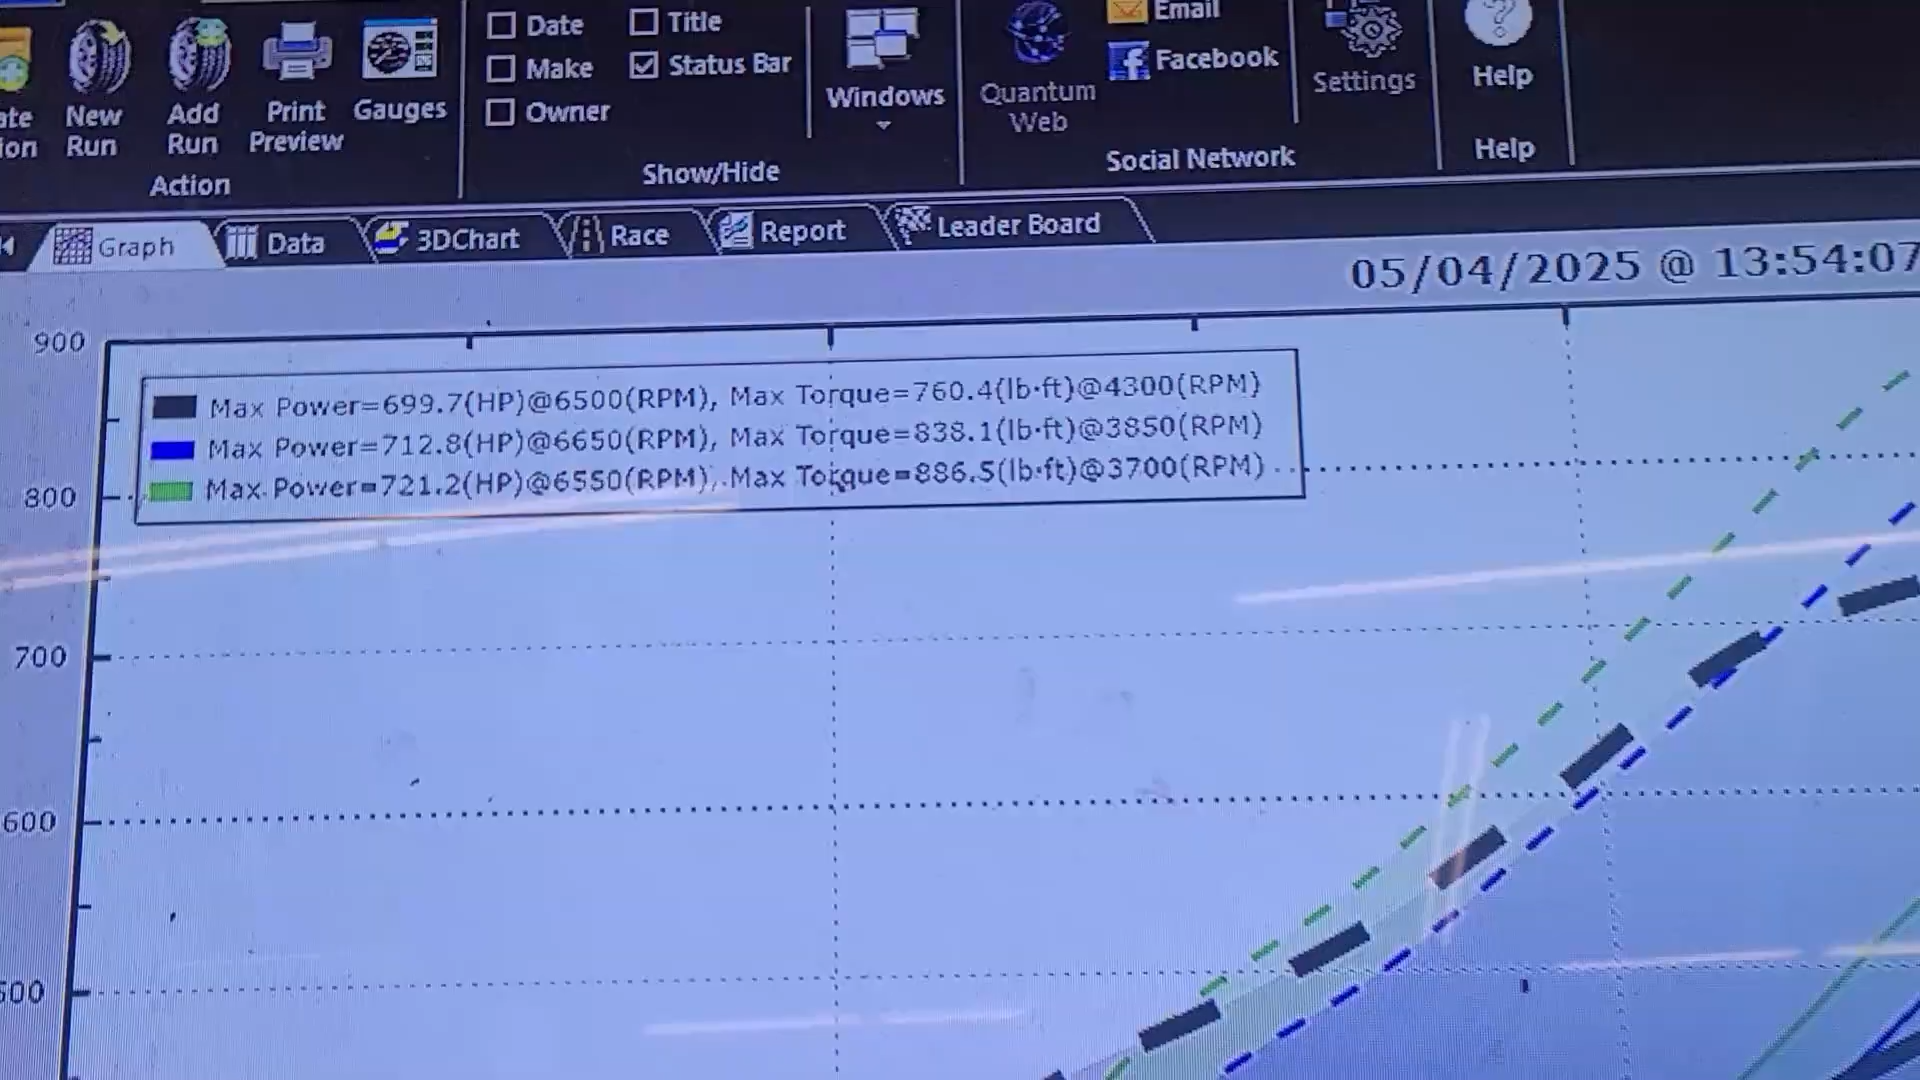 Date
Title
Email
Make
Status Bar
Facebook
Owner
New Run
Add Run
Print Preview
Gauges
Windows
Quantum Web
Settings
Help
Action
Show/Hide
Social Network
Help
Graph
Data
3DChart
Race
Report
Leader Board
05/04/2025 @ 13:54:07
900
Max Power=699.7(HP)@6500(RPM), Max Torque=760.4(lb·ft)@4300(RPM)
Max Power=712.8(HP)@6650(RPM), Max Torque=838.1(lb·ft)@3850(RPM)
Max Power=721.2(HP)@6550(RPM), Max Torque=886.5(lb·ft)@3700(RPM)
800
700
600
500